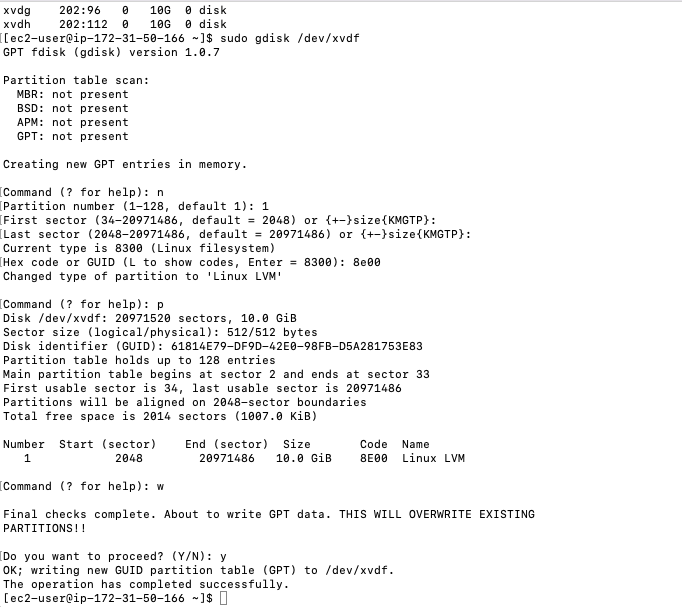 xvdg    202:96   0   10G  0 disk
xvdh    202:112  0   10G  0 disk
[[ec2-user@ip-172-31-50-166 ~]$ sudo gdisk /dev/xvdf
GPT fdisk (gdisk) version 1.0.7

Partition table scan:
  MBR: not present
  BSD: not present
  APM: not present
  GPT: not present

Creating new GPT entries in memory.

[Command (? for help): n
[Partition number (1-128, default 1): 1
[First sector (34-20971486, default = 2048) or {+-}size{KMGTP}:
[Last sector (2048-20971486, default = 20971486) or {+-}size{KMGTP}:
Current type is 8300 (Linux filesystem)
[Hex code or GUID (L to show codes, Enter = 8300): 8e00
Changed type of partition to 'Linux LVM'

[Command (? for help): p
Disk /dev/xvdf: 20971520 sectors, 10.0 GiB
Sector size (logical/physical): 512/512 bytes
Disk identifier (GUID): 61814E79-DF9D-42E0-98FB-D5A281753E83
Partition table holds up to 128 entries
Main partition table begins at sector 2 and ends at sector 33
First usable sector is 34, last usable sector is 20971486
Partitions will be aligned on 2048-sector boundaries
Total free space is 2014 sectors (1007.0 KiB)

Number  Start (sector)    End (sector)  Size       Code  Name
   1            2048        20971486   10.0 GiB    8E00  Linux LVM

[Command (? for help): w

Final checks complete. About to write GPT data. THIS WILL OVERWRITE EXISTING
PARTITIONS!!

[Do you want to proceed? (Y/N): y
OK; writing new GUID partition table (GPT) to /dev/xvdf.
The operation has completed successfully.
[ec2-user@ip-172-31-50-166 ~]$